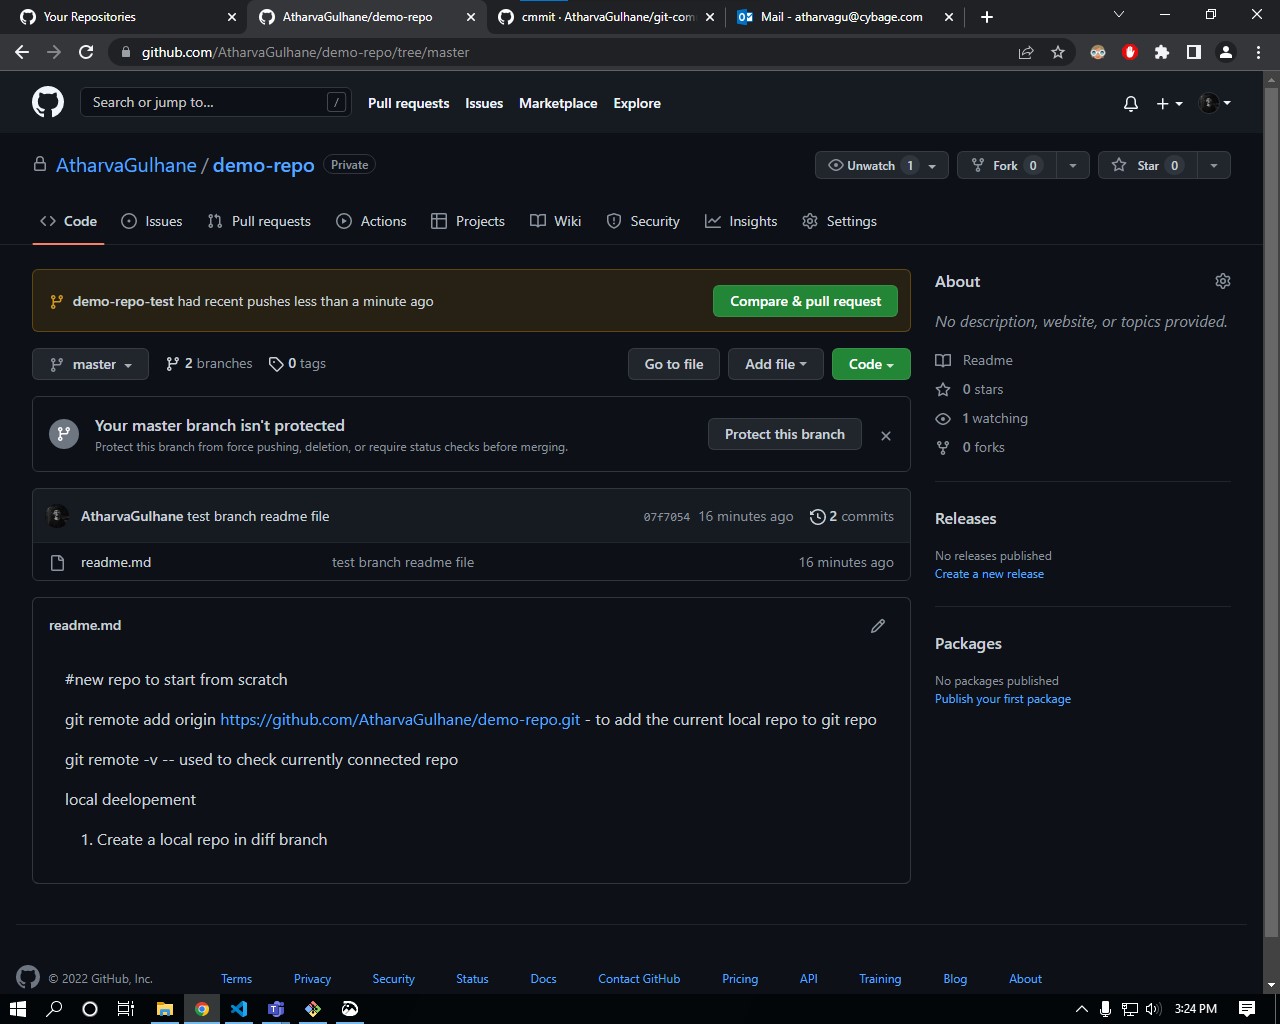 Your Repositories
AtharvaGulhane/demo-repo
cmmit · AtharvaGulhane/git-com
Mail - atharvagu@cybage.com
github.com/AtharvaGulhane/demo-repo/tree/master
Search or jump to...
/
Pull requests
Issues
Marketplace
Explore
AtharvaGulhane / demo-repo
Private
Unwatch 1
Fork 0
Star 0
Code
Issues
Pull requests
Actions
Projects
Wiki
Security
Insights
Settings
demo-repo-test had recent pushes less than a minute ago
Compare & pull request
master
2 branches
0 tags
Go to file
Add file
Code
Your master branch isn't protected
Protect this branch from force pushing, deletion, or require status checks before merging.
Protect this branch
AtharvaGulhane test branch readme file
07f7054 16 minutes ago
2 commits
readme.md
test branch readme file
16 minutes ago
readme.md
#new repo to start from scratch
git remote add origin https://github.com/AtharvaGulhane/demo-repo.git - to add the current local repo to git repo
git remote -v -- used to check currently connected repo
local deelopement
1. Create a local repo in diff branch
About
No description, website, or topics provided.
Readme
0 stars
1 watching
0 forks
Releases
No releases published
Create a new release
Packages
No packages published
Publish your first package
© 2022 GitHub, Inc.
Terms
Privacy
Security
Status
Docs
Contact GitHub
Pricing
API
Training
Blog
About
3:24 PM